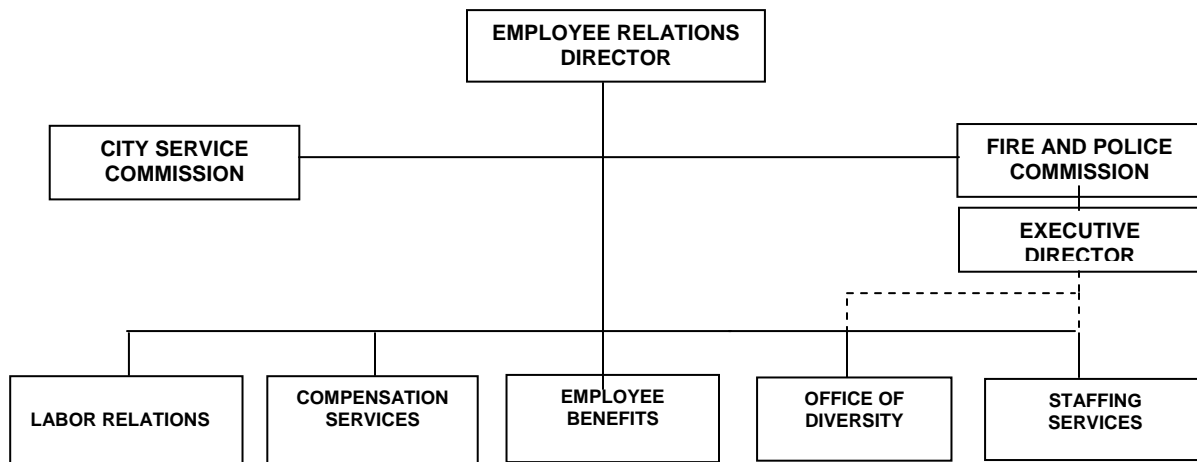 EMPLOYEE RELATIONS
DIRECTOR
CITY SERVICE
COMMISSION
FIRE AND POLICE
COMMISSION
EXECUTIVE
DIRECTOR
LABOR RELATIONS
COMPENSATION
SERVICES
EMPLOYEE
BENEFITS
OFFICE OF
DIVERSITY
STAFFING
SERVICES